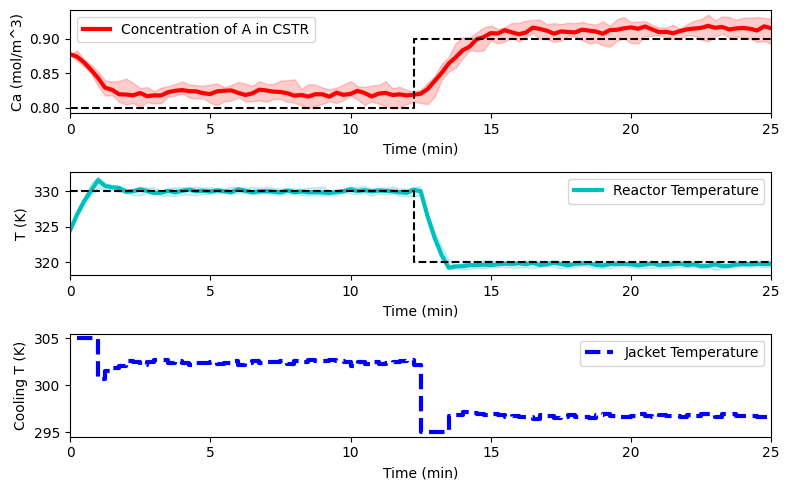 Ca (mol/m^3)
0.90
0.85
0.80
Concentration of A in CSTR
0 5 10 15 20 25
Time (min)
T (K)
330
325
320
Reactor Temperature
0 5 10 15 20 25
Time (min)
Cooling T (K)
305
300
295
Jacket Temperature
0 5 10 15 20 25
Time (min)